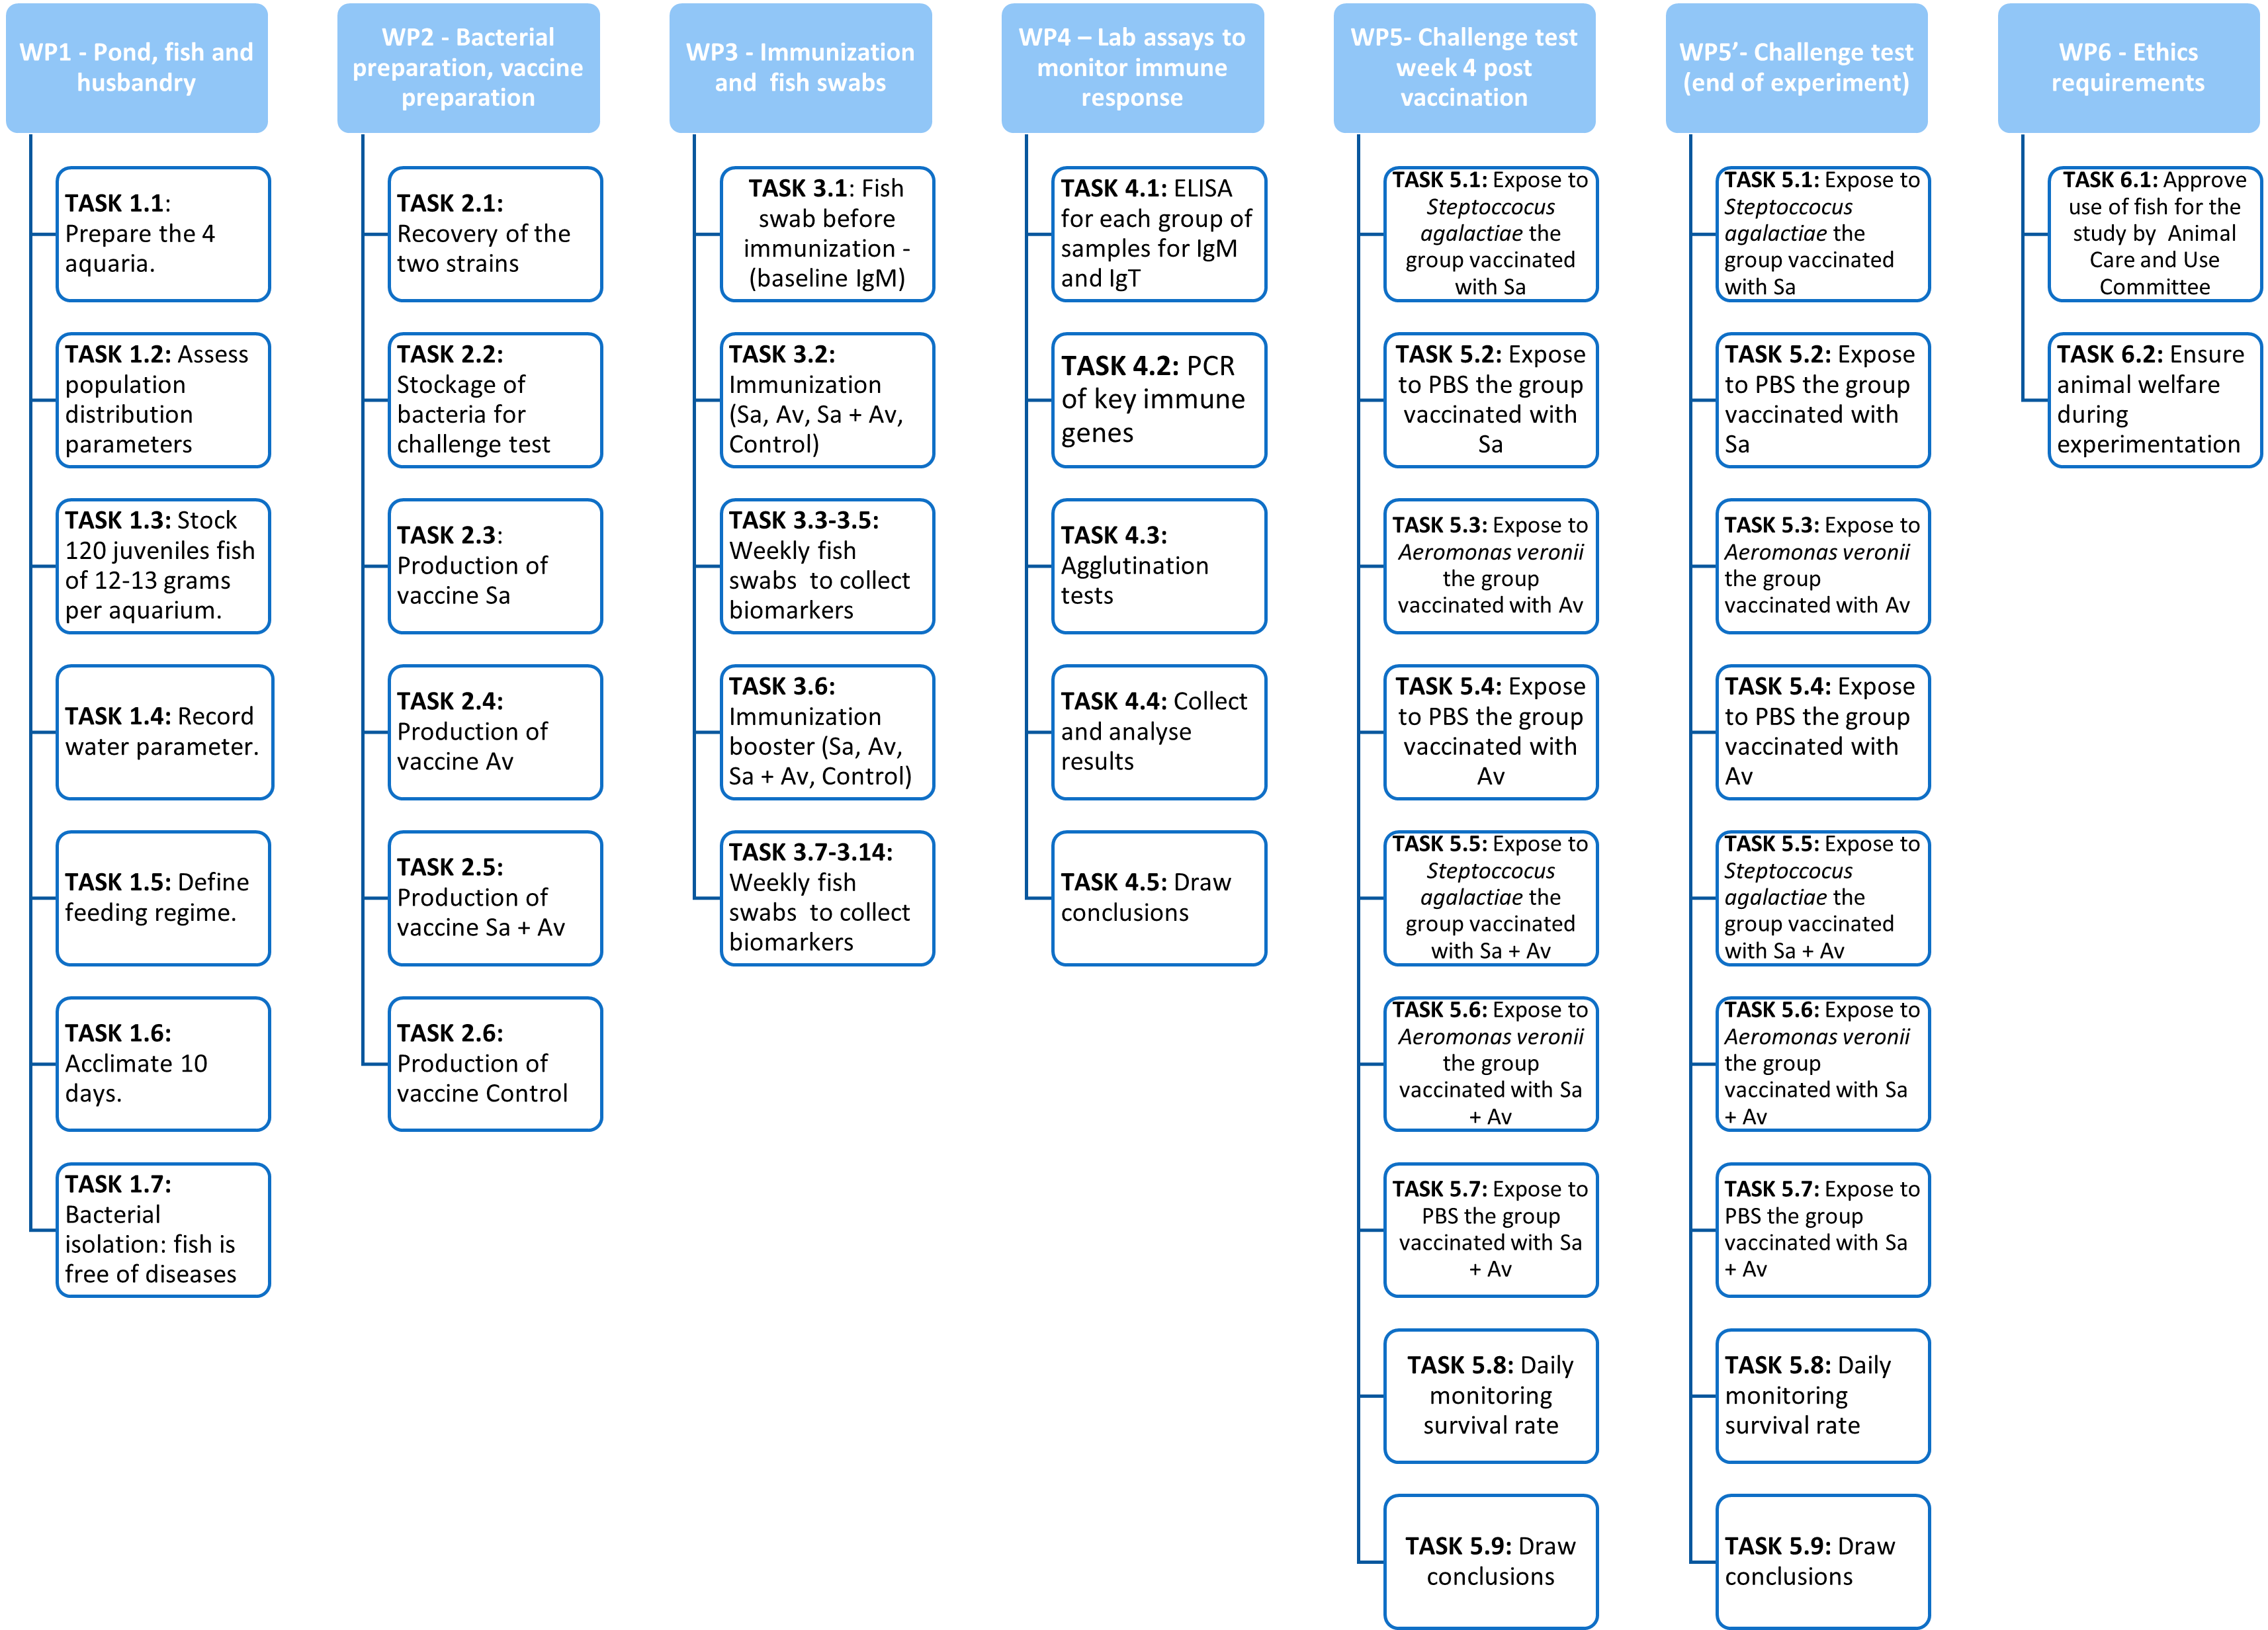 WP1 - Pond, fish and
husbandry
TASK 1.1:
Prepare the 4
aquaria.
TASK 1.2: Assess
population
distribution
parameters
TASK 1.3: Stock
120 juveniles fish
of 12-13 grams
per aquarium.
TASK 1.4: Record
water parameter.
TASK 1.5: Define
feeding regime.
TASK 1.6:
Acclimate 10
days.
TASK 1.7:
Bacterial
isolation: fish is
free of diseases
WP2 - Bacterial
preparation, vaccine
preparation
TASK 2.1:
Recovery of the
two strains
TASK 2.2:
Stockage of
bacteria for
challenge test
TASK 2.3:
Production of
vaccine Sa
TASK 2.4:
Production of
vaccine Av
TASK 2.5:
Production of
vaccine Sa + Av
TASK 2.6:
Production of
vaccine Control
WP3 - Immunization
and fish swabs
TASK 3.1: Fish
swab before
immunization -
(baseline IgM)
TASK 3.2:
Immunization
(Sa, Av, Sa + Av,
Control)
TASK 3.3-3.5:
Weekly fish
swabs to collect
biomarkers
TASK 3.6:
Immunization
booster (Sa, Av,
Sa + Av, Control)
TASK 3.7-3.14:
Weekly fish
swabs to collect
biomarkers
WP4 – Lab assays to
monitor immune
response
TASK 4.1: ELISA
for each group of
samples for IgM
and IgT
TASK 4.2: PCR
of key immune
genes
TASK 4.3:
Agglutination
tests
TASK 4.4: Collect
and analyse
results
TASK 4.5: Draw
conclusions
WP5- Challenge test
week 4 post
vaccination
TASK 5.1: Expose to
Steptoccocus
agalactiae the
group vaccinated
with Sa
TASK 5.2: Expose
to PBS the group
vaccinated with
Sa
TASK 5.3: Expose to
Aeromonas veronii
the group
vaccinated with Av
TASK 5.4: Expose
to PBS the group
vaccinated with
Av
TASK 5.5: Expose to
Steptoccocus
agalactiae the
group vaccinated
with Sa + Av
TASK 5.6: Expose to
Aeromonas veronii
the group
vaccinated with Sa
+ Av
TASK 5.7: Expose to
PBS the group
vaccinated with Sa
+ Av
TASK 5.8: Daily
monitoring
survival rate
TASK 5.9: Draw
conclusions
WP5’- Challenge test
(end of experiment)
TASK 5.1: Expose to
Steptoccocus
agalactiae the
group vaccinated
with Sa
TASK 5.2: Expose
to PBS the group
vaccinated with
Sa
TASK 5.3: Expose to
Aeromonas veronii
the group
vaccinated with Av
TASK 5.4: Expose
to PBS the group
vaccinated with
Av
TASK 5.5: Expose to
Steptoccocus
agalactiae the
group vaccinated
with Sa + Av
TASK 5.6: Expose to
Aeromonas veronii
the group
vaccinated with Sa
+ Av
TASK 5.7: Expose to
PBS the group
vaccinated with Sa
+ Av
TASK 5.8: Daily
monitoring
survival rate
TASK 5.9: Draw
conclusions
WP6 - Ethics
requirements
TASK 6.1: Approve
use of fish for the
study by Animal
Care and Use
Committee
TASK 6.2: Ensure
animal welfare
during
experimentation